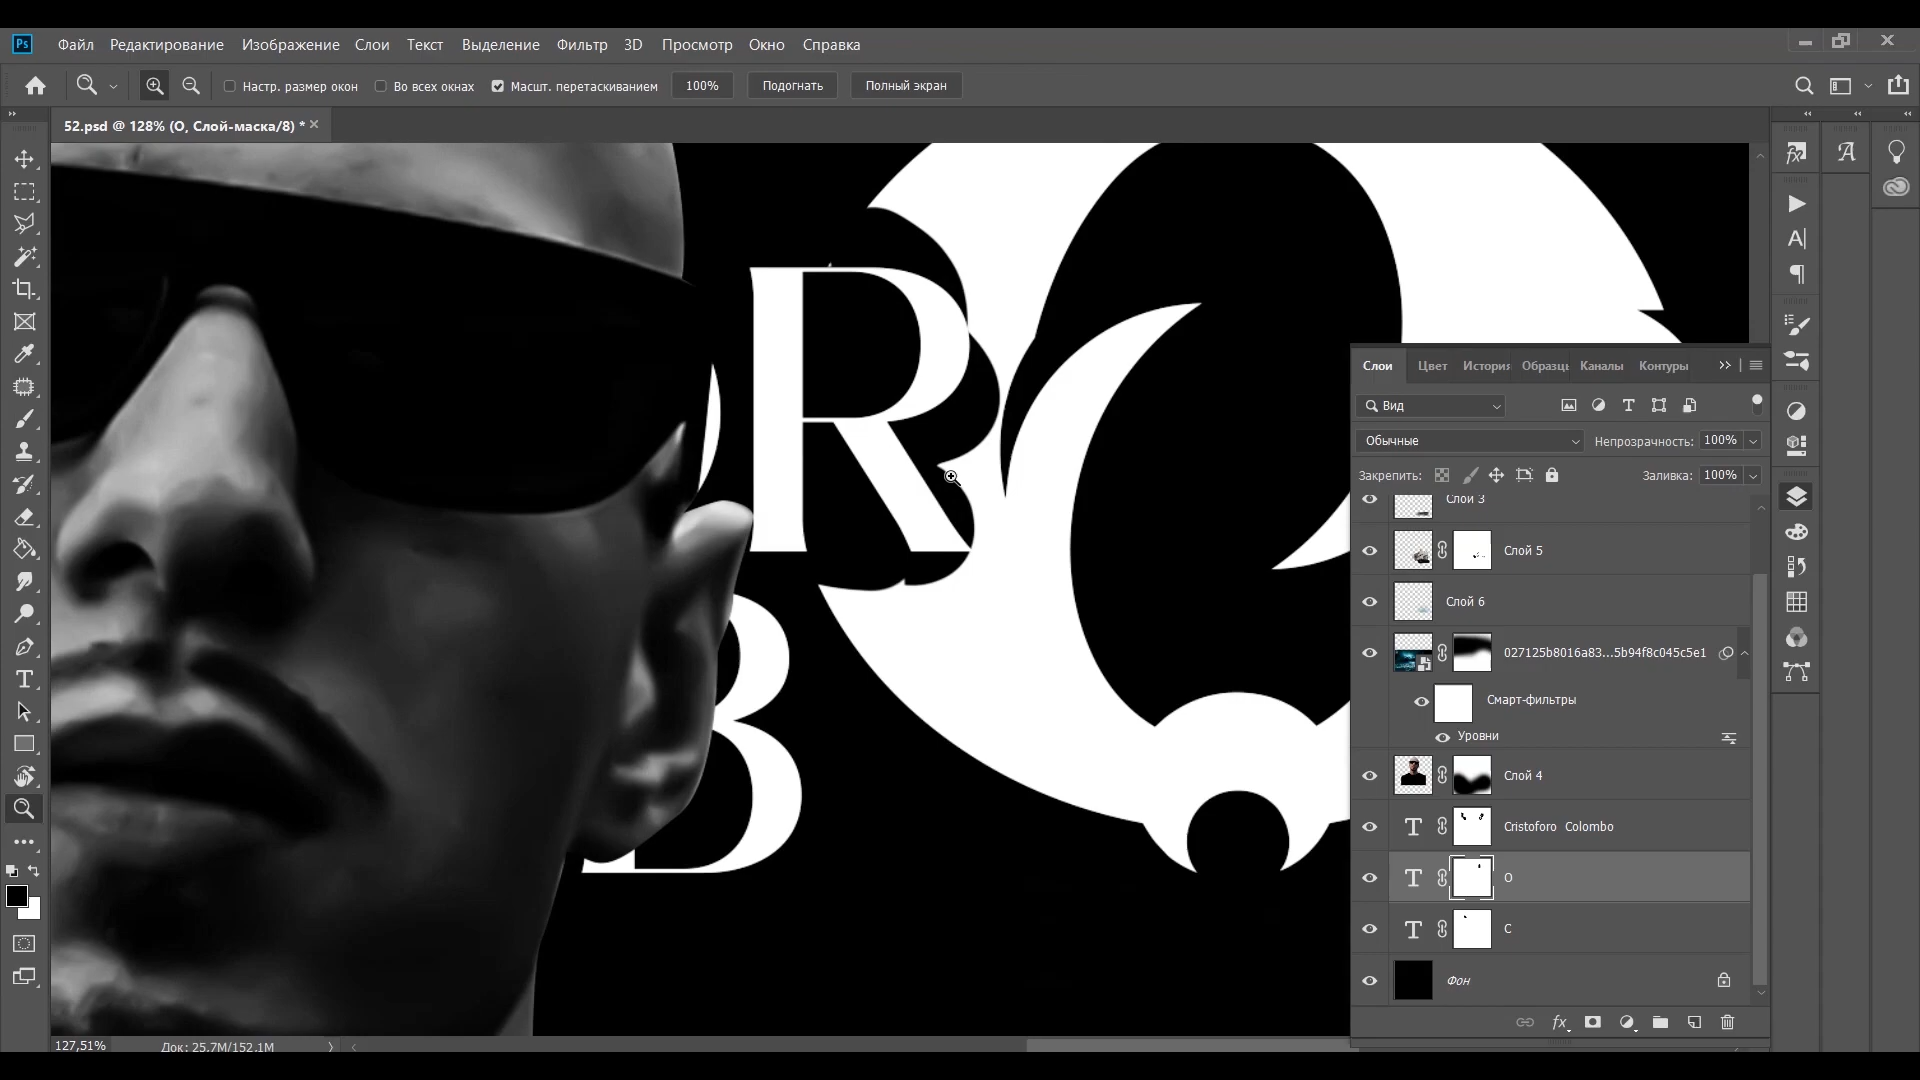 Ps Файл Редактирование Изображение Слои Текст Выделение Фильтр 3D Просмотр Окно Справка
Настр. размер окон Во всех окнах Масшт. перетаскиванием 100% Подогнать Полный экран
52.psd @ 128% (O, Слой-маска/8) *
R
B
Слои Цвет История Образцы Каналы Контуры
Вид
Обычные Непрозрачность: 100%
Закрепить: Заливка: 100%
Слой 3
Слой 5
Слой 6
027125b8016a83...5b94f8c045c5e1
Смарт-фильтры
Уровни
Слой 4
Cristoforo Colombo
O
C
Фон
fx
127,51% Док: 25,7M/152,1M